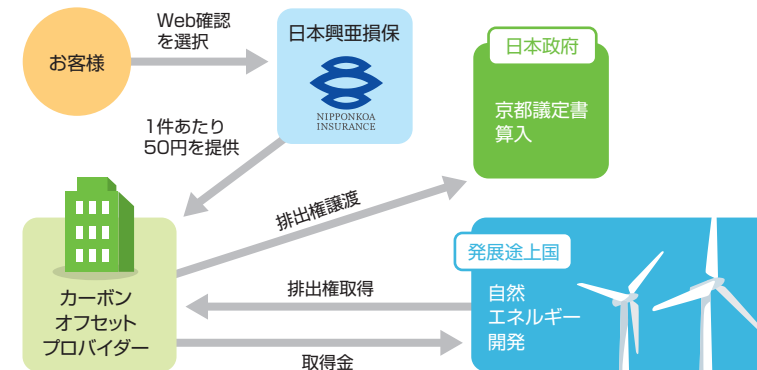 お客様
Web確認
を選択
日本興亜損保
NIPPONKOA
INSURANCE
日本政府
京都議定書
算入
1件あたり
50円を提供
排出権譲渡
カーボン
オフセット
プロバイダー
排出権取得
取得金
発展途上国
自然
エネルギー
開発